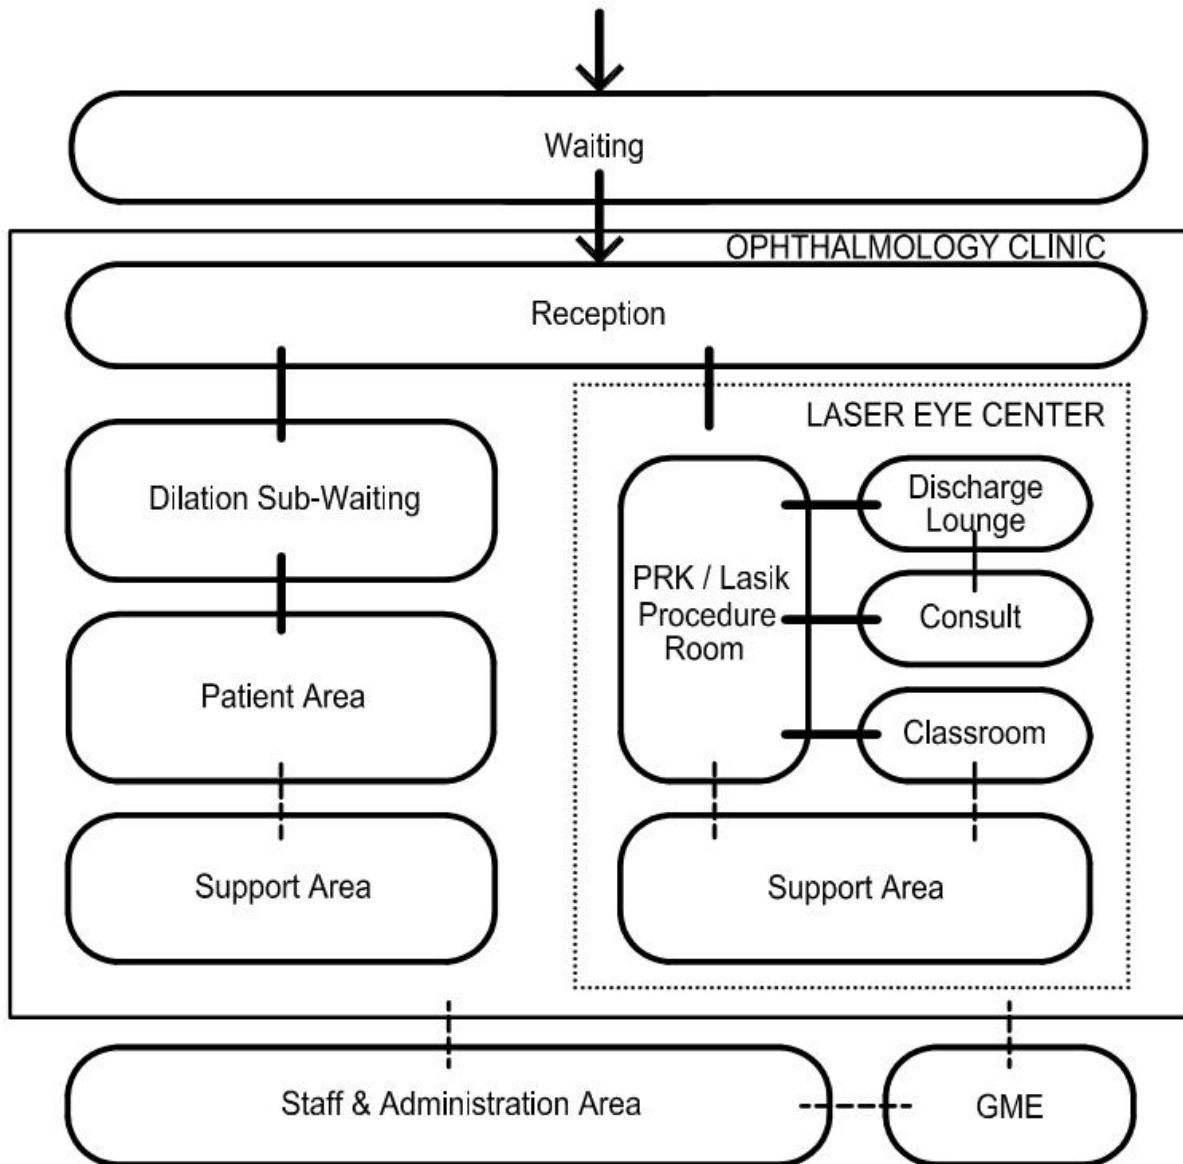 Waiting
OPHTHALMOLOGY CLINIC
Reception
LASER EYE CENTER
Dilation Sub-Waiting
Discharge
Lounge
PRK / Lasik
Procedure
Room
Consult
Patient Area
Classroom
Support Area
Support Area
Staff & Administration Area
GME